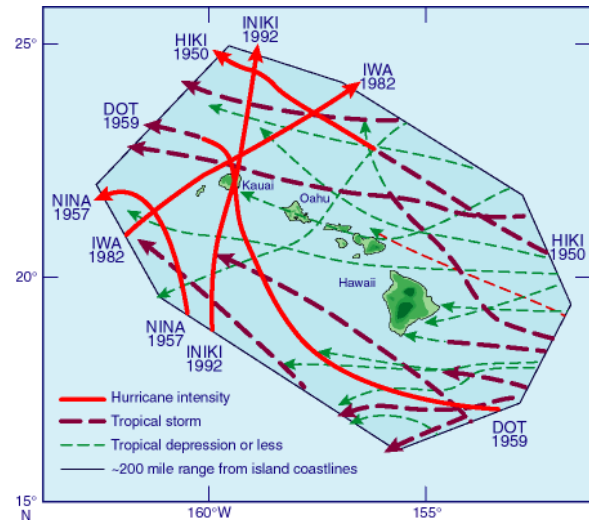 INIKI
1992
25°
HIKI
1950
IWA
1982
DOT
1959
NINA
1957
Kauai
Oahu
IWA
1982
HIKI
1950
20°
Hawaii
NINA
1957
INIKI
1992
Hurricane intensity
Tropical storm
Tropical depression or less
~200 mile range from island coastlines
DOT
1959
15°
N
160°W
155°